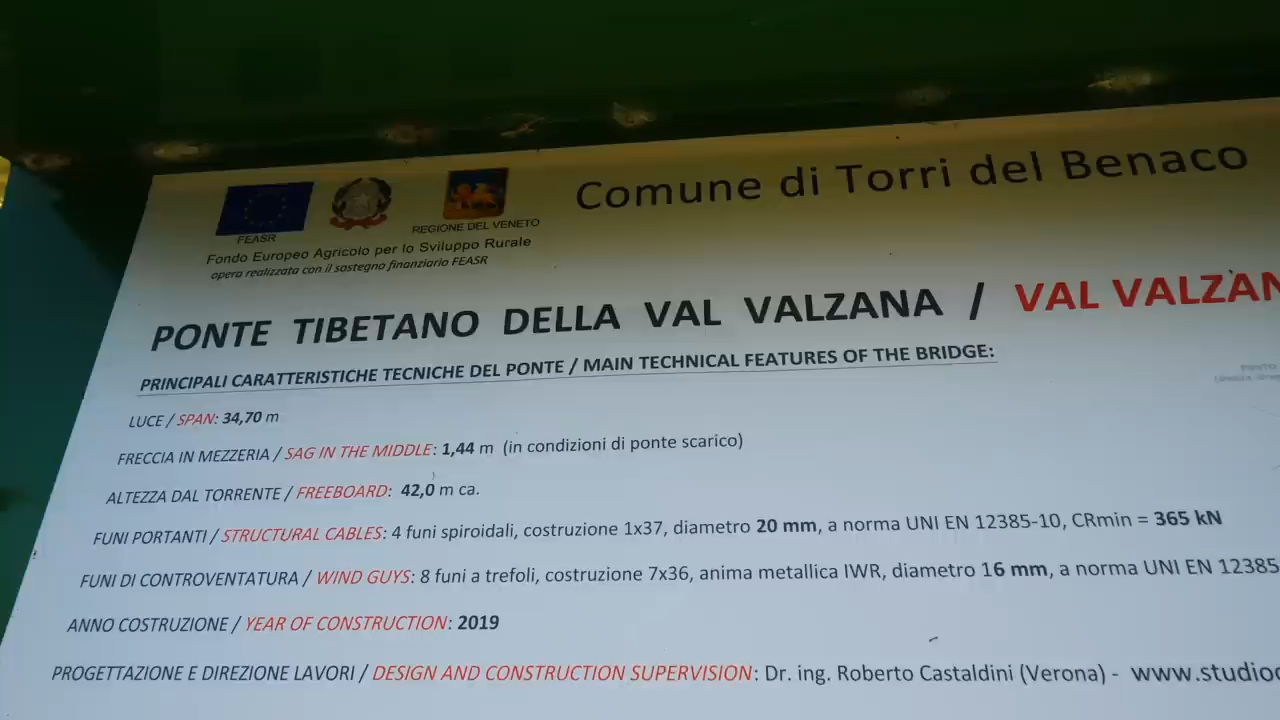 Comune di Torri del Benaco
FEASR
REGIONE DEL VENETO
Fondo Europeo Agricolo per lo Sviluppo Rurale
opera realizzata con il sostegno finanziario FEASR
PONTE TIBETANO DELLA VAL VALZANA / VAL VALZAN
PRINCIPALI CARATTERISTICHE TECNICHE DEL PONTE / MAIN TECHNICAL FEATURES OF THE BRIDGE:
LUCE / SPAN: 34,70 m
FRECCIA IN MEZZERIA / SAG IN THE MIDDLE: 1,44 m (in condizioni di ponte scarico)
ALTEZZA DAL TORRENTE / FREEBOARD: 42,0 m ca.
FUNI PORTANTI / STRUCTURAL CABLES: 4 funi spiroidali, costruzione 1x37, diametro 20 mm, a norma UNI EN 12385-10, CRmin = 365 kN
FUNI DI CONTROVENTATURA / WIND GUYS: 8 funi a trefoli, costruzione 7x36, anima metallica IWR, diametro 16 mm, a norma UNI EN 12385
ANNO COSTRUZIONE / YEAR OF CONSTRUCTION: 2019
PROGETTAZIONE E DIREZIONE LAVORI / DESIGN AND CONSTRUCTION SUPERVISION: Dr. ing. Roberto Castaldini (Verona) - www.studio